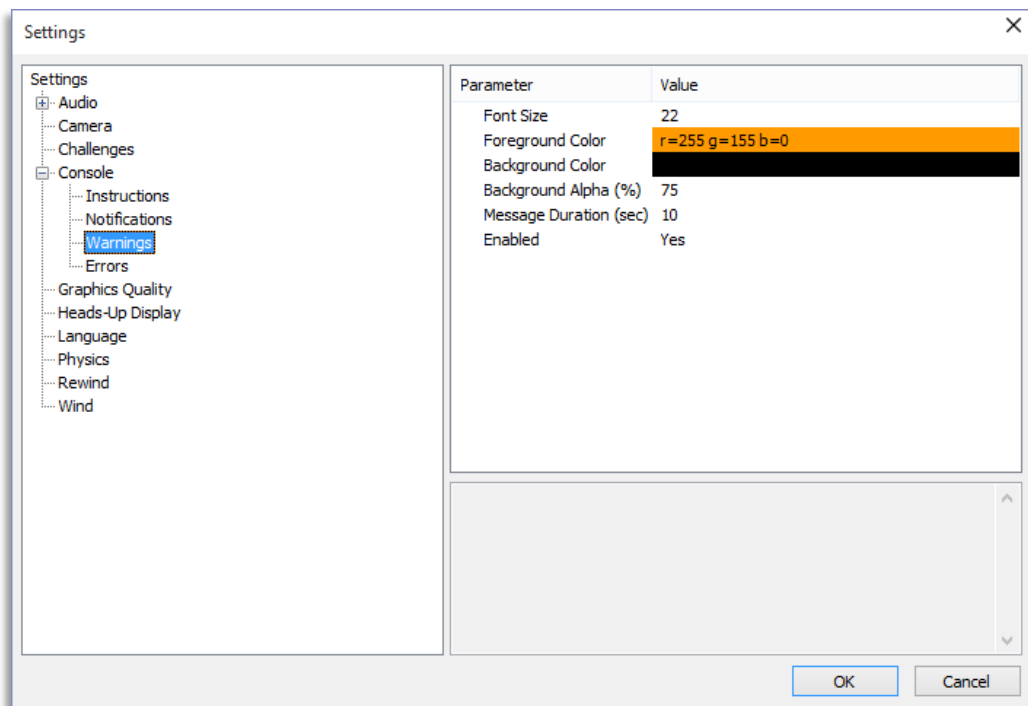 Settings
Settings
Audio
Camera
Challenges
Console
Instructions
Notifications
Warnings
Errors
Graphics Quality
Heads-Up Display
Language
Physics
Rewind
Wind
Parameter Value
Font Size 22
Foreground Color r=255 g=155 b=0
Background Color
Background Alpha (%) 75
Message Duration (sec) 10
Enabled Yes
OK Cancel